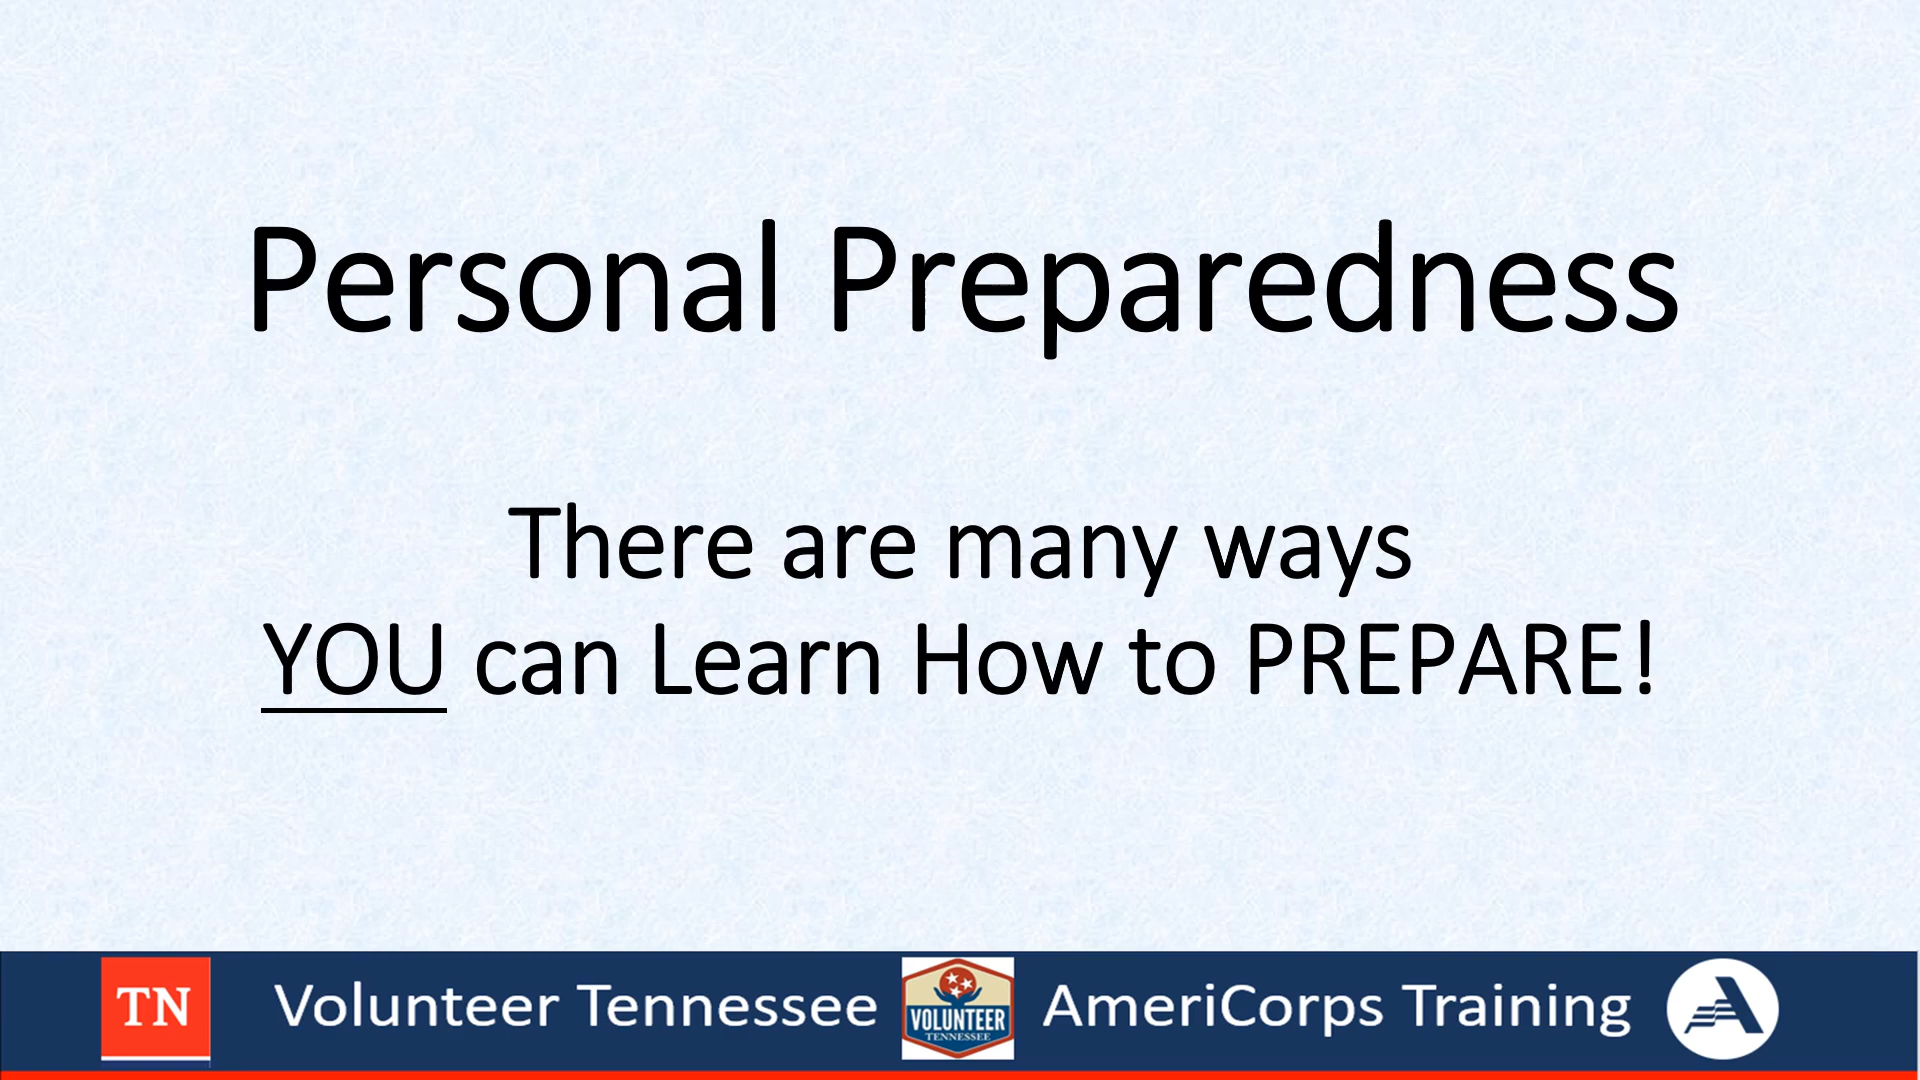 Personal Preparedness
There are many ways
YOU can Learn How to PREPARE!
TN Volunteer Tennessee VOLUNTEER TENNESSEE AmeriCorps Training